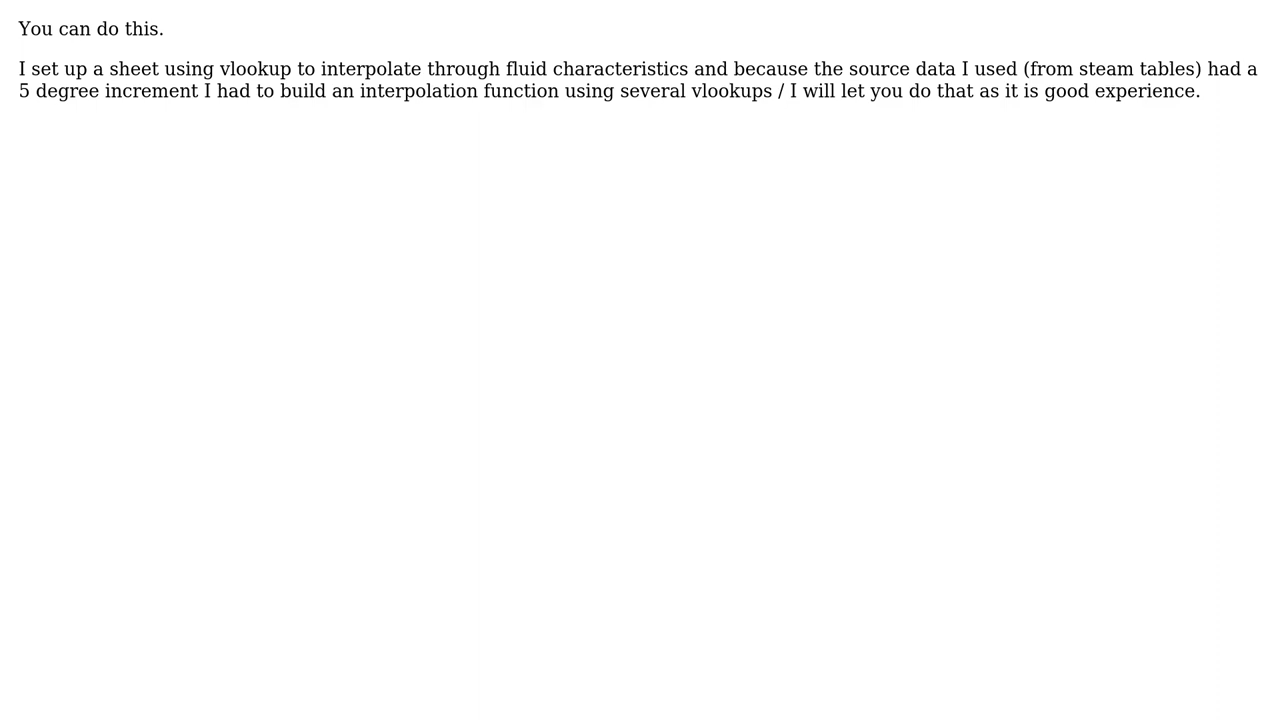 You can do this.
I set up a sheet using vlookup to interpolate through fluid characteristics and because the source data I used (from steam tables) had a
5 degree increment I had to build an interpolation function using several vlookups / I will let you do that as it is good experience.